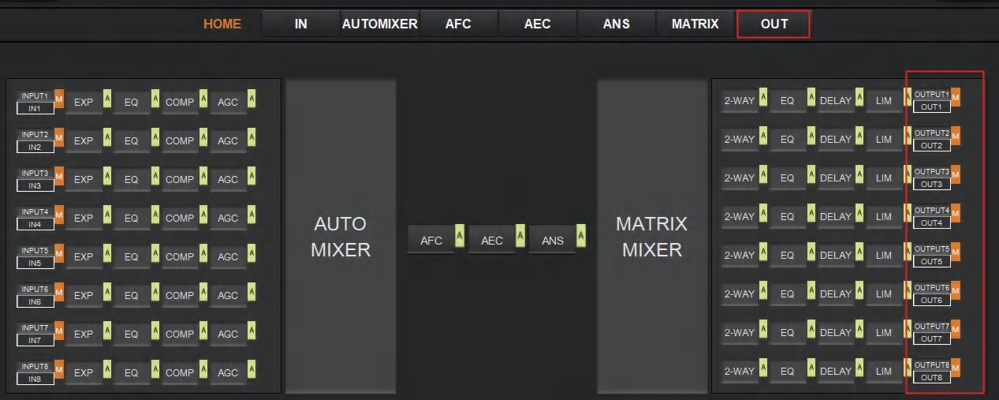 HOME IN AUTOMIXER AFC AEC ANS MATRIX OUT
INPUT1 M EXP A EQ A COMP A AGC A
IN1
INPUT2 M EXP A EQ A COMP A AGC A
IN2
INPUT3 M EXP A EQ A COMP A AGC A
IN3
INPUT4 M EXP A EQ A COMP A AGC A
IN4
INPUT5 M EXP A EQ A COMP A AGC A
IN5
INPUT6 M EXP A EQ A COMP A AGC A
IN6
INPUT7 M EXP A EQ A COMP A AGC A
IN7
INPUT8 M EXP A EQ A COMP A AGC A
IN8
AUTO
MIXER
AFC A AEC A ANS A
MATRIX
MIXER
2-WAY A EQ A DELAY A LIM A OUTPUT1 M
OUT1
2-WAY A EQ A DELAY A LIM A OUTPUT2 M
OUT2
2-WAY A EQ A DELAY A LIM A OUTPUT3 M
OUT3
2-WAY A EQ A DELAY A LIM A OUTPUT4 M
OUT4
2-WAY A EQ A DELAY A LIM A OUTPUT5 M
OUT5
2-WAY A EQ A DELAY A LIM A OUTPUT6 M
OUT6
2-WAY A EQ A DELAY A LIM A OUTPUT7 M
OUT7
2-WAY A EQ A DELAY A LIM A OUTPUT8 M
OUT8